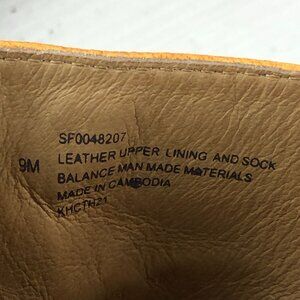 SF0048207
9M
LEATHER UPPER LINING AND SOCK
BALANCE MAN MADE MATERIALS
MADE IN CAMBODIA
KHCTH21